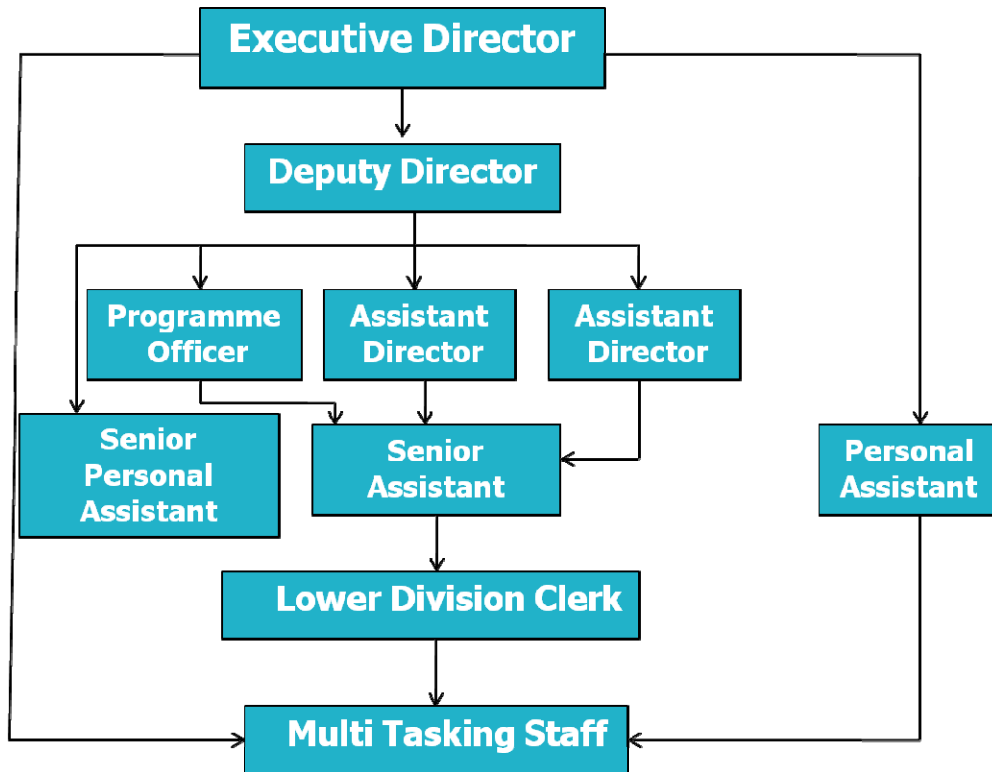 Executive Director
Deputy Director
Programme
Officer
Assistant
Director
Assistant
Director
Senior
Personal
Assistant
Senior
Assistant
Personal
Assistant
Lower Division Clerk
Multi Tasking Staff